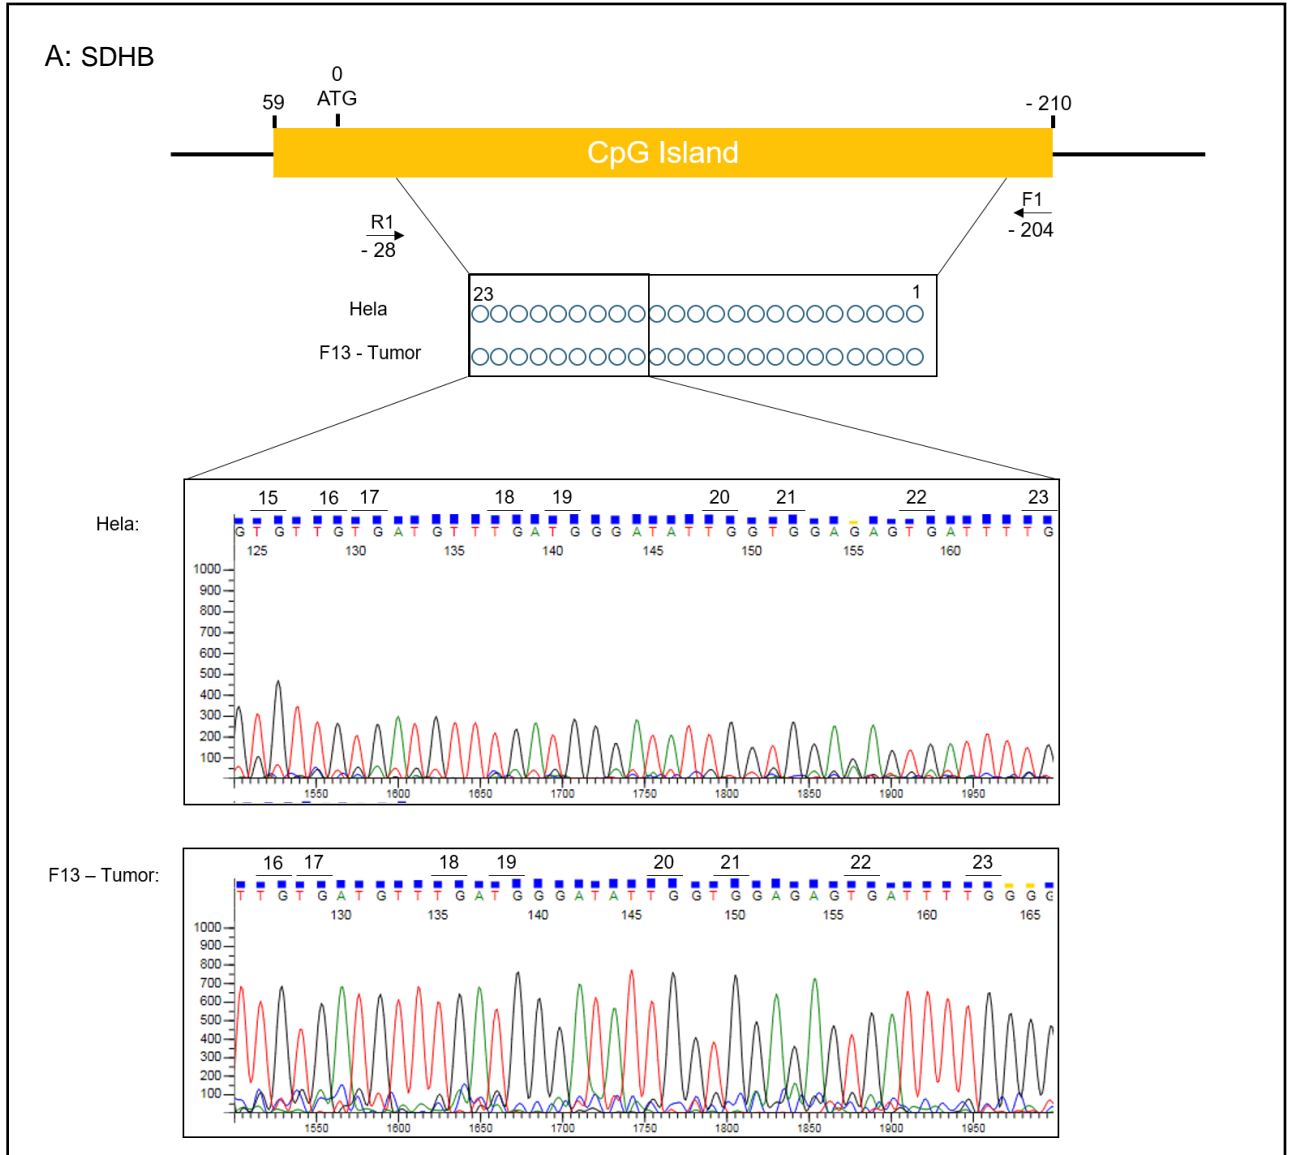 A: SDHB
0
59 ATG - 210
CpG Island
R1 F1
- 28 - 204
23 1
Hela
F13 - Tumor
15 16 17 18 19 20 21 22 23
Hela:
G T G T T G T G A T G T T T G A T G G G A T A T T G G T G G A G A G T G A T T T T G
125 130 135 140 145 150 155 160
1000
900
800
700
600
500
400
300
200
100
1550 1600 1650 1700 1750 1800 1850 1900 1950
16 17 18 19 20 21 22 23
F13 – Tumor:
T T G T G A T G T T T G A T G G G A T A T T G G T G G A G A G T G A T T T T G G G G
130 135 140 145 150 155 160 165
1000
900
800
700
600
500
400
300
200
100
1550 1600 1650 1700 1750 1800 1850 1900 1950